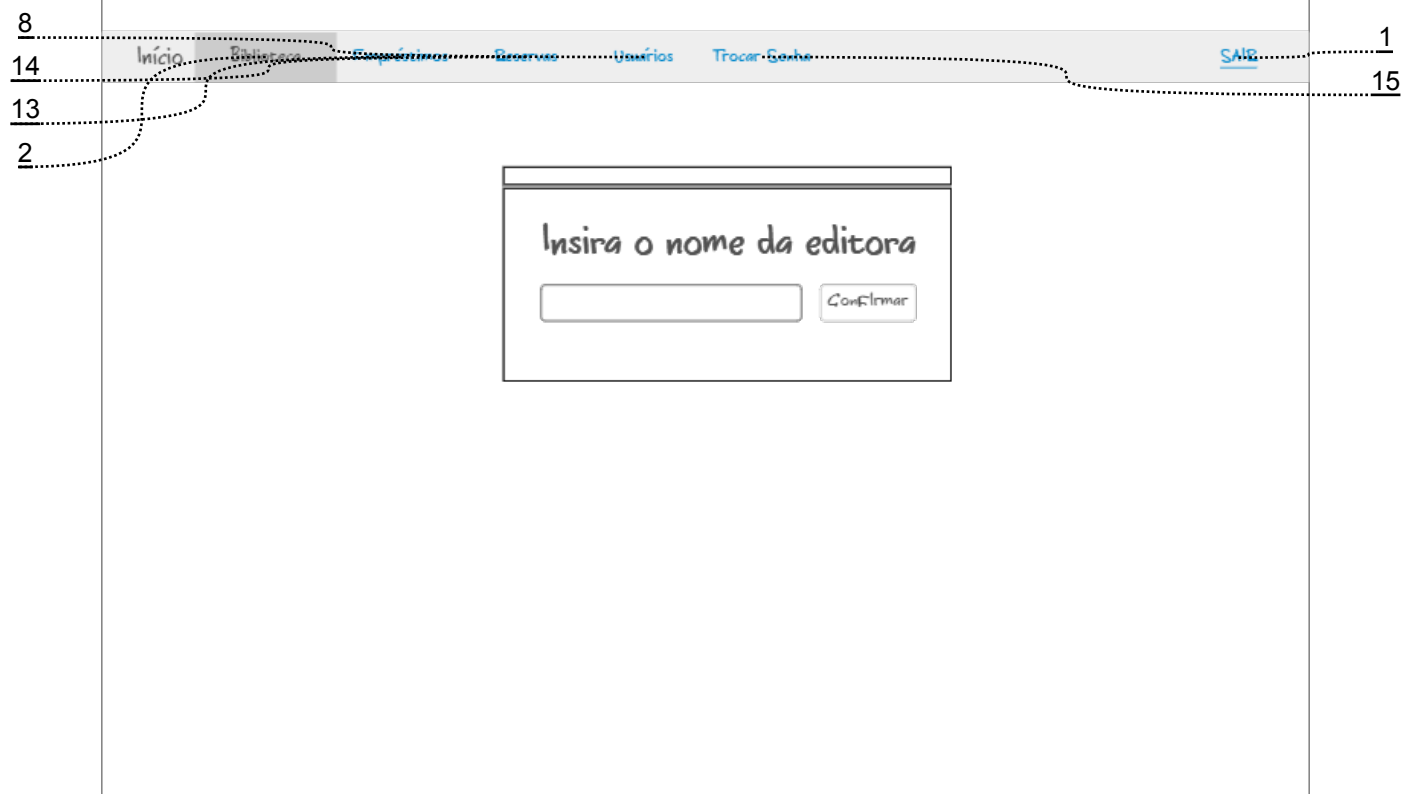 8
1
Início Biblioteca Empréstimos Reservas Usuários Trocar Senha SAIR
14
15
13
2
Insira o nome da editora
Confirmar